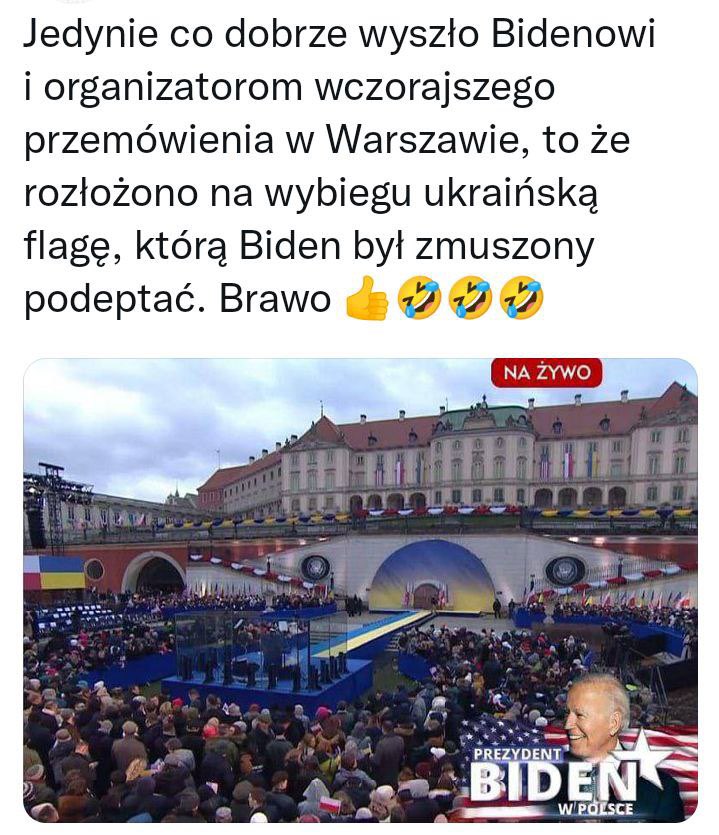 Jedynie co dobrze wyszło Bidenowi
i organizatorom wczorajszego
przemówienia w Warszawie, to że
rozłożono na wybiegu ukraińską
flagę, którą Biden był zmuszony
podeptać. Brawo 👍🤣🤣🤣
NA ŻYWO
PREZYDENT
BIDEN
W POLSCE